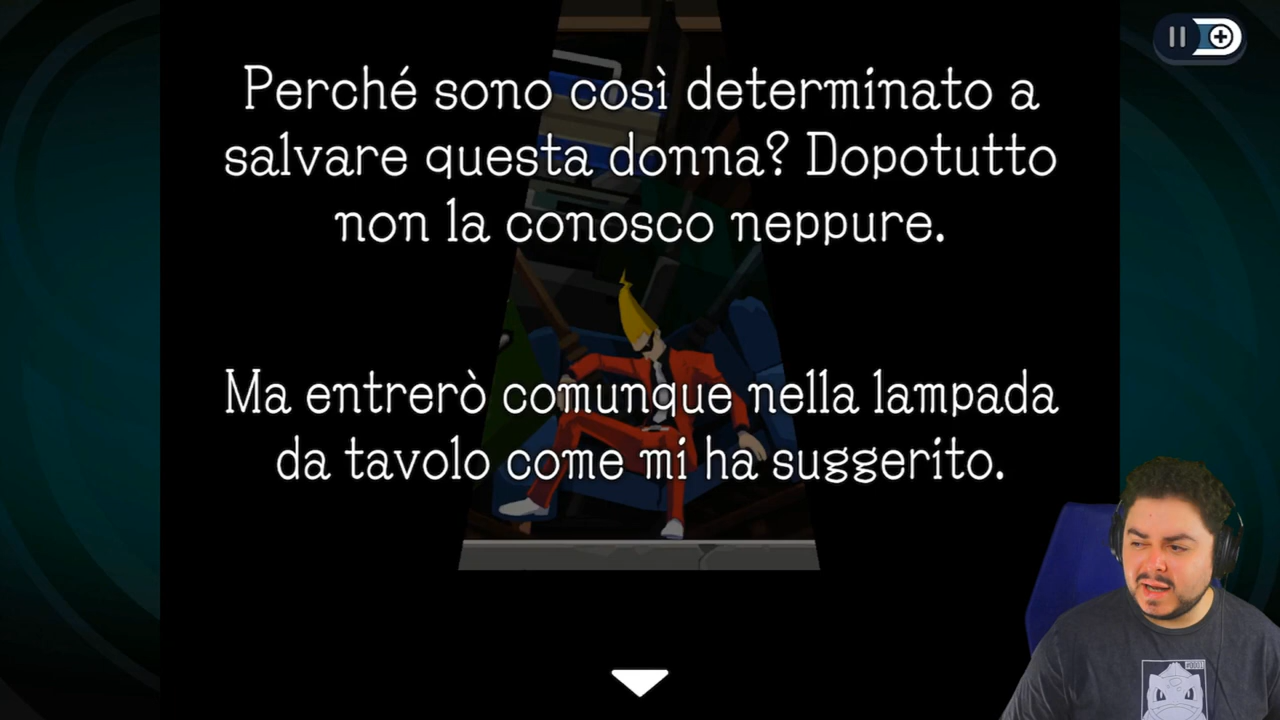 Perché sono così determinato a
salvare questa donna? Dopotutto
non la conosco neppure.
Ma entrerò comunque nella lampada
da tavolo come mi ha suggerito.